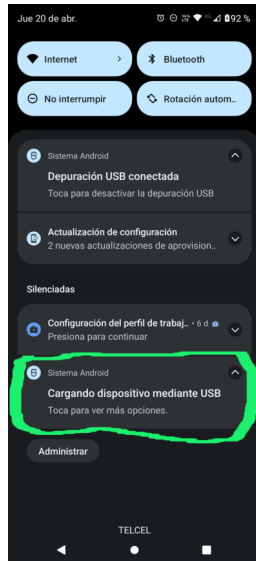 Jue 20 de abr. 4G 92 %
Internet
Bluetooth
No interrumpir
Rotación autom..
Sistema Android
Depuración USB conectada
Toca para desactivar la depuración USB
Actualización de configuración
2 nuevas actualizaciones de aprovision..
Silenciadas
Configuración del perfil de trabaj.. • 6 d
Presiona para continuar
Sistema Android
Cargando dispositivo mediante USB
Toca para ver más opciones.
Administrar
TELCEL